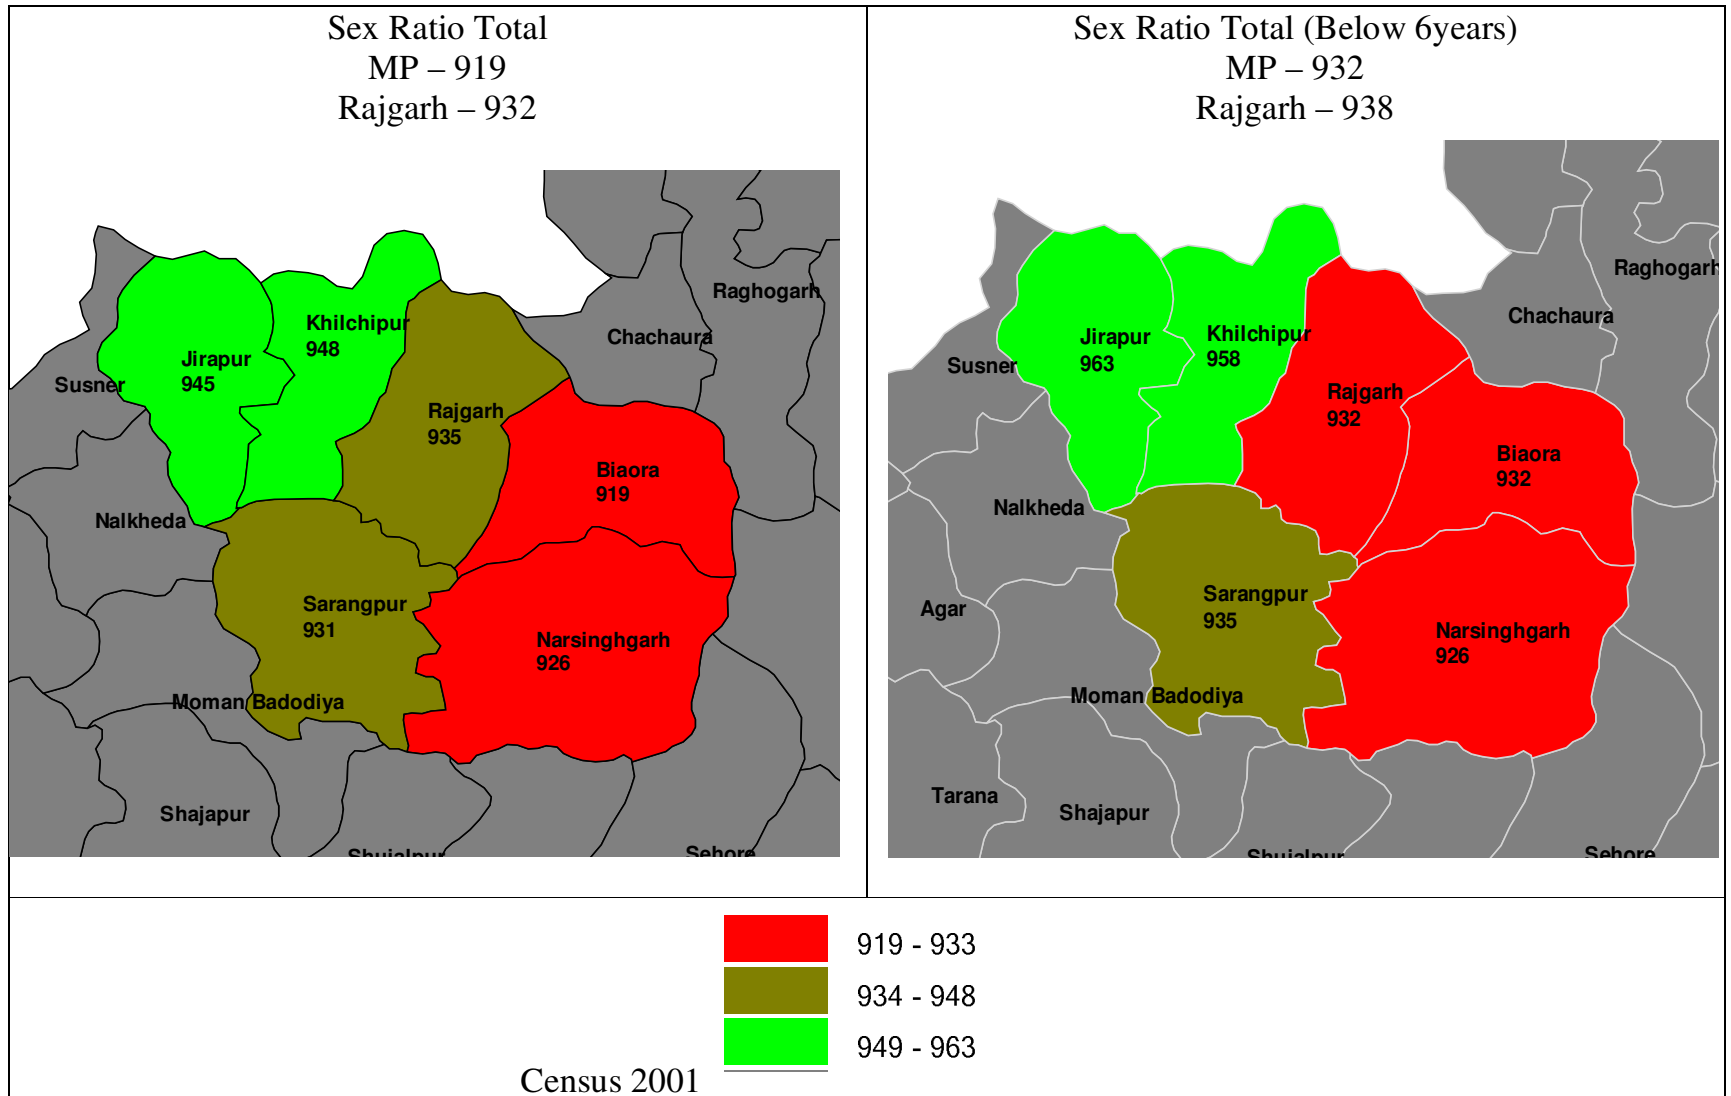 Sex Ratio Total
MP – 919
Rajgarh – 932
Raghogarh
Chachaura
Khilchipur
948
Jirapur
945
Susner
Rajgarh
935
Biaora
919
Nalkheda
Sarangpur
931
Narsinghgarh
926
Moman Badodiya
Shajapur
Shujalpur
Sehore
Sex Ratio Total (Below 6years)
MP – 932
Rajgarh – 938
Raghogarh
Chachaura
Khilchipur
958
Jirapur
963
Susner
Rajgarh
932
Biaora
932
Nalkheda
Agar
Sarangpur
935
Narsinghgarh
926
Moman Badodiya
Tarana
Shajapur
Shujalpur
Sehore
919 - 933
934 - 948
949 - 963
Census 2001